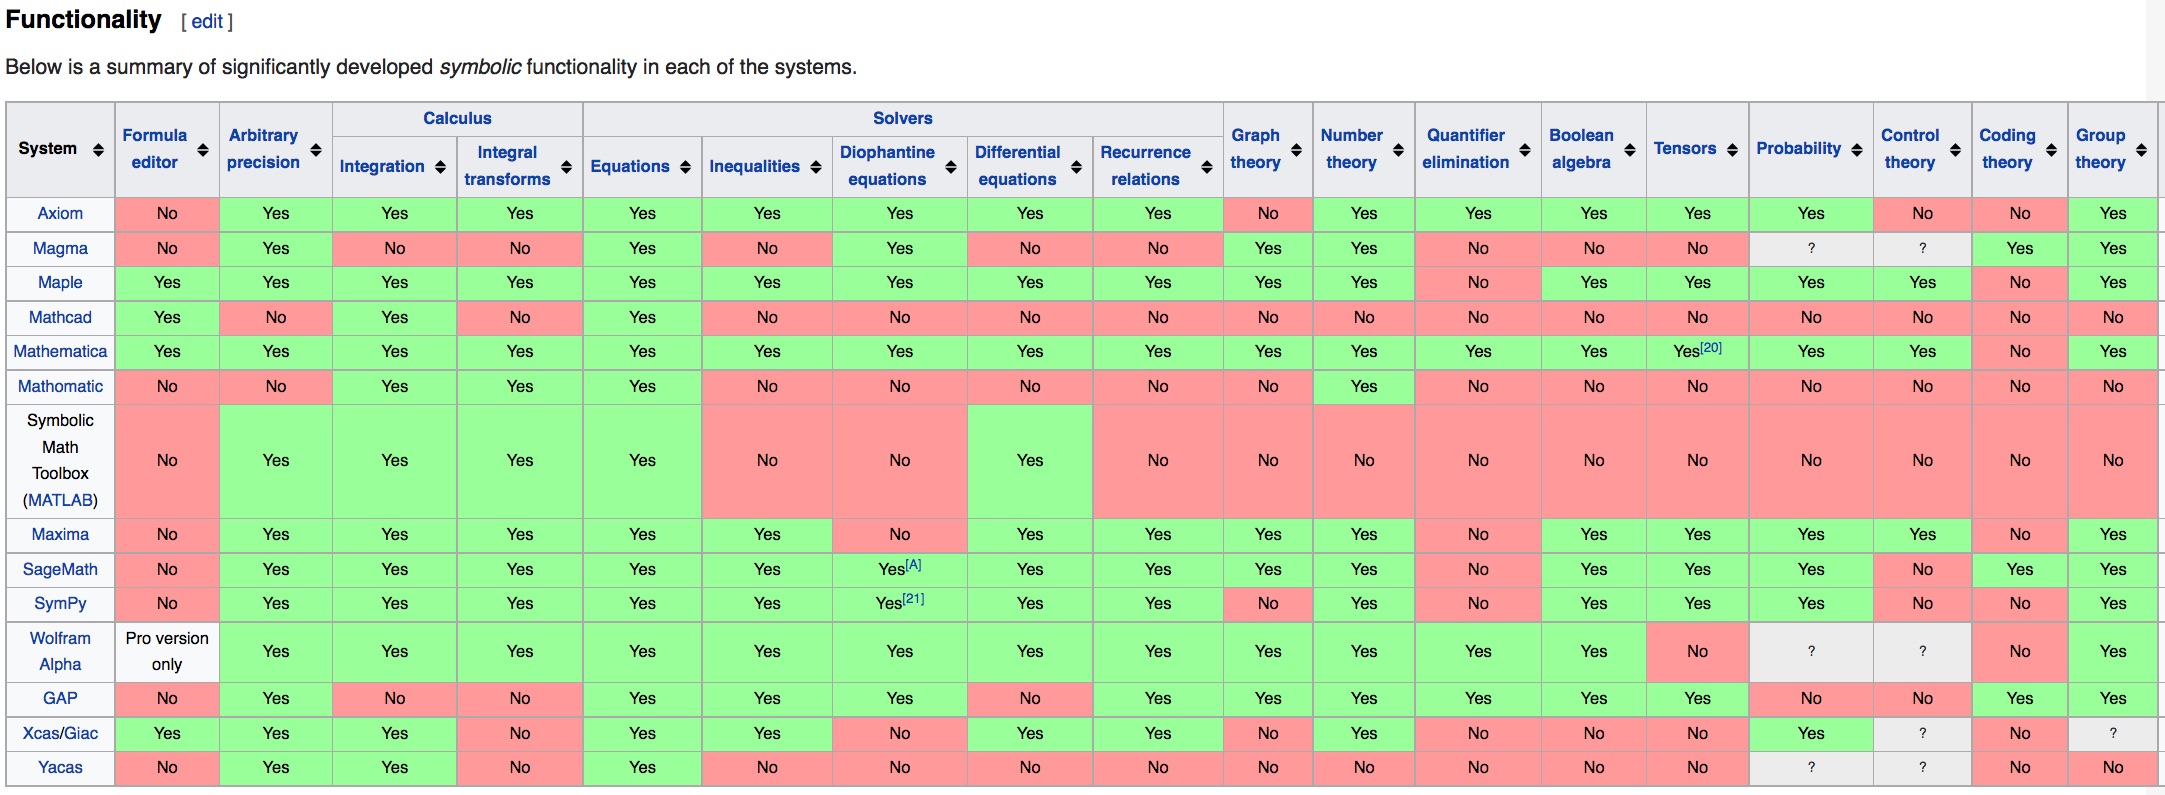 Functionality [ edit ]
Below is a summary of significantly developed symbolic functionality in each of the systems.
System Formula editor Arbitrary precision Calculus Solvers Graph theory Number theory Quantifier elimination Boolean algebra Tensors Probability Control theory Coding theory Group theory
Integration Integral transforms Equations Inequalities Diophantine equations Differential equations Recurrence relations
Axiom No Yes Yes Yes Yes Yes Yes Yes Yes No Yes Yes Yes Yes Yes No No Yes
Magma No Yes No No Yes No Yes No No Yes Yes No No No ? ? Yes Yes
Maple Yes Yes Yes Yes Yes Yes Yes Yes Yes Yes Yes No Yes Yes Yes Yes No Yes
Mathcad Yes No Yes No Yes No No No No No No No No No No No No No
Mathematica Yes Yes Yes Yes Yes Yes Yes Yes Yes Yes Yes Yes Yes Yes[20] Yes Yes No Yes
Mathomatic No No Yes Yes Yes No No No No No Yes No No No No No No No
Symbolic Math Toolbox (MATLAB) No Yes Yes Yes Yes No No Yes No No No No No No No No No No
Maxima No Yes Yes Yes Yes Yes No Yes Yes Yes Yes No Yes Yes Yes Yes No Yes
SageMath No Yes Yes Yes Yes Yes Yes[A] Yes Yes Yes Yes No Yes Yes Yes No Yes Yes
SymPy No Yes Yes Yes Yes Yes Yes[21] Yes Yes No Yes No Yes Yes Yes No No Yes
Wolfram Alpha Pro version only Yes Yes Yes Yes Yes Yes Yes Yes Yes Yes Yes Yes No ? ? No Yes
GAP No Yes No No Yes Yes Yes No Yes Yes Yes Yes Yes Yes No No Yes Yes
Xcas/Giac Yes Yes Yes No Yes Yes No Yes Yes No Yes No No No Yes ? No ?
Yacas No Yes Yes No Yes No No No No No No No No No ? ? No No